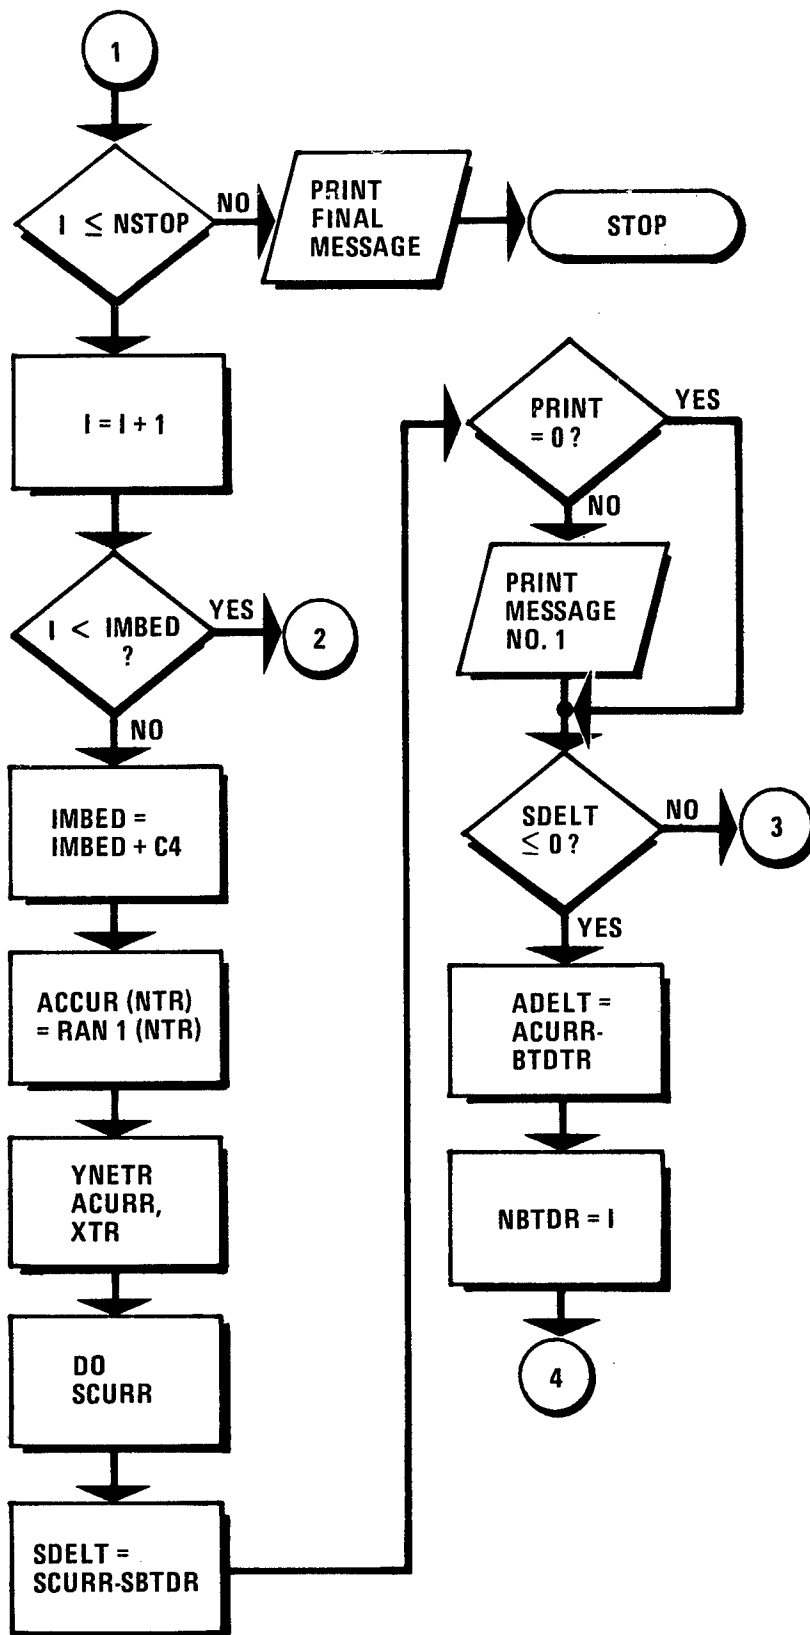 1
I ≤ NSTOP
NO
PRINT
FINAL
MESSAGE
STOP
I = I + 1
I < IMBED
?
YES
2
NO
IMBED =
IMBED + C4
ACCUR (NTR)
= RAN 1 (NTR)
YNETR
ACURR,
XTR
DO
SCURR
SDELT =
SCURR-SBTDR
PRINT
= 0 ?
YES
NO
PRINT
MESSAGE
NO. 1
SDELT
≤ 0 ?
NO
3
YES
ADELT =
ACURR-
BTDTR
NBTDR = I
4